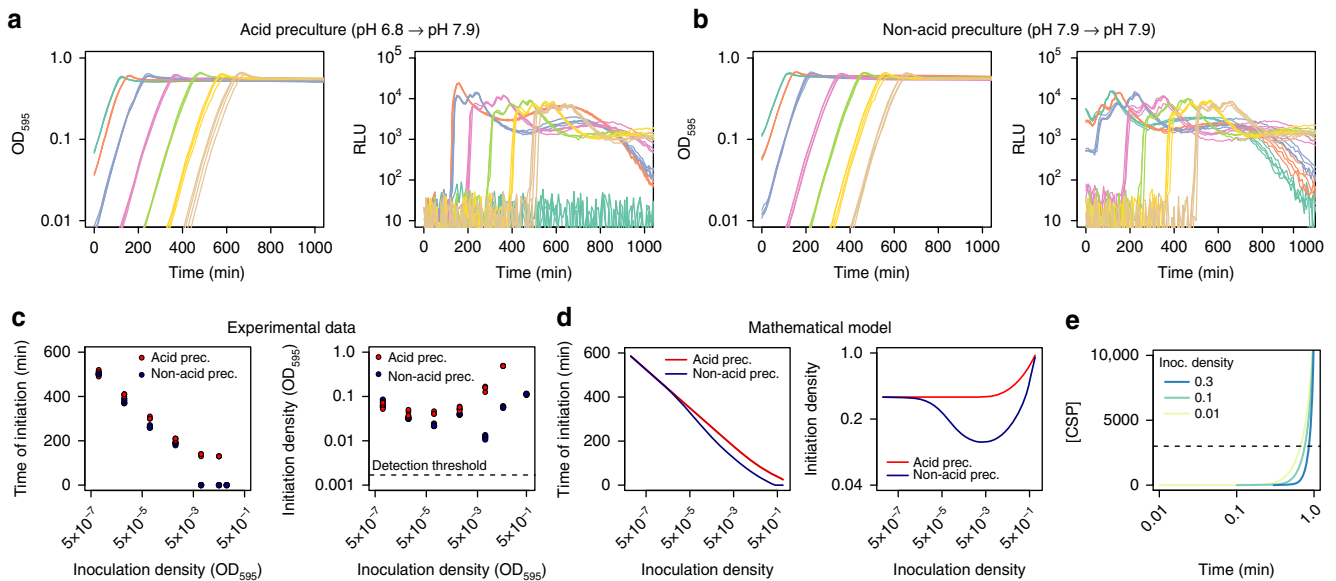 a
Acid preculture (pH 6.8 → pH 7.9)
1.0
0.1
0.01
OD595
0 200 400 600 800 1000
Time (min)
10^5
10^4
10^3
10^2
10
RLU
0 200 400 600 800 1000
Time (min)
b
Non-acid preculture (pH 7.9 → pH 7.9)
1.0
0.1
0.01
OD595
0 200 400 600 800 1000
Time (min)
10^5
10^4
10^3
10^2
10
RLU
0 200 400 600 800 1000
Time (min)
c
Experimental data
600
400
200
0
Time of initiation (min)
Acid prec.
Non-acid prec.
5×10^−7
5×10^−5
5×10^−3
5×10^−1
Inoculation density (OD595)
1.0
0.1
0.01
0.001
Initiation density (OD595)
Acid prec.
Non-acid prec.
Detection threshold
5×10^−7
5×10^−5
5×10^−3
5×10^−1
Inoculation density (OD595)
d
Mathematical model
600
400
200
0
Time of initiation (min)
Acid prec.
Non-acid prec.
5×10^−7
5×10^−5
5×10^−3
5×10^−1
Inoculation density
1.0
0.2
0.04
Initiation density
Acid prec.
Non-acid prec.
5×10^−7
5×10^−5
5×10^−3
5×10^−1
Inoculation density
e
10,000
5000
0
[CSP]
Inoc. density
0.3
0.1
0.01
0.01
0.1
1.0
Time (min)